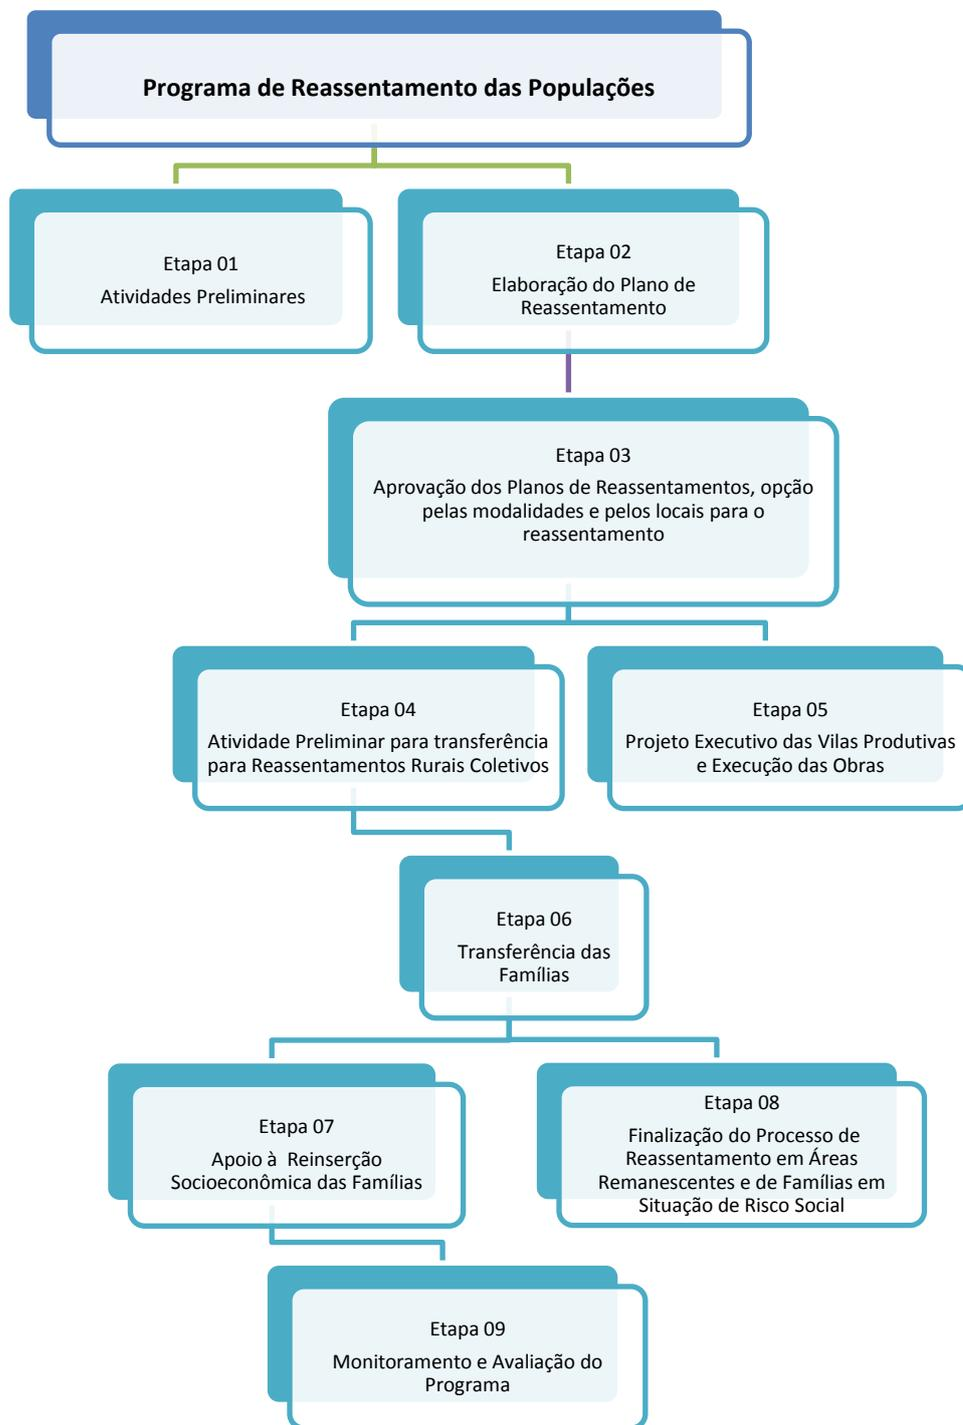 Programa de Reassentamento das Populações
Etapa 01
Atividades Preliminares
Etapa 02
Elaboração do Plano de
Reassentamento
Etapa 03
Aprovação dos Planos de Reassentamentos, opção
pelas modalidades e pelos locais para o
reassentamento
Etapa 04
Atividade Preliminar para transferência
para Reassentamentos Rurais Coletivos
Etapa 05
Projeto Executivo das Vilas Produtivas
e Execução das Obras
Etapa 06
Transferência das
Famílias
Etapa 07
Apoio à Reinserção
Socioeconômica das Famílias
Etapa 08
Finalização do Processo de
Reassentamento em Áreas
Remanescentes e de Famílias em
Situação de Risco Social
Etapa 09
Monitoramento e Avaliação do
Programa